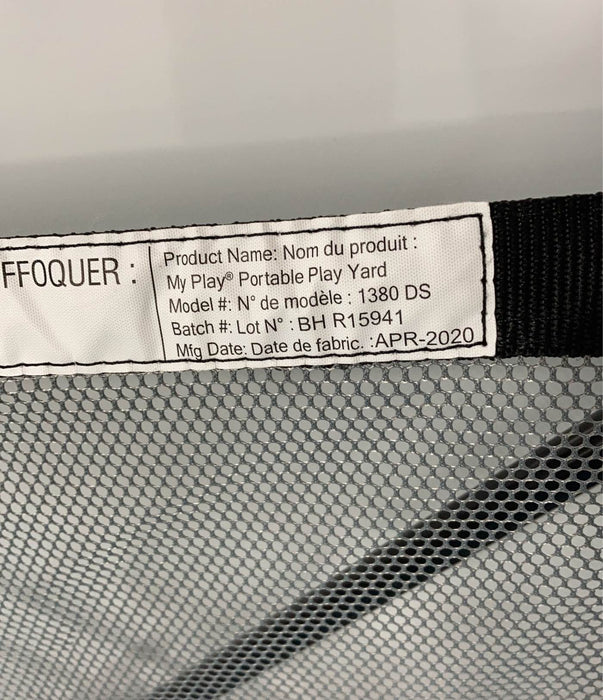 FFOQUER :
Product Name: Nom du produit :
My Play® Portable Play Yard
Model #: N° de modèle : 1380 DS
Batch #: Lot N° : BH R15941
Mfg Date: Date de fabric. :APR-2020